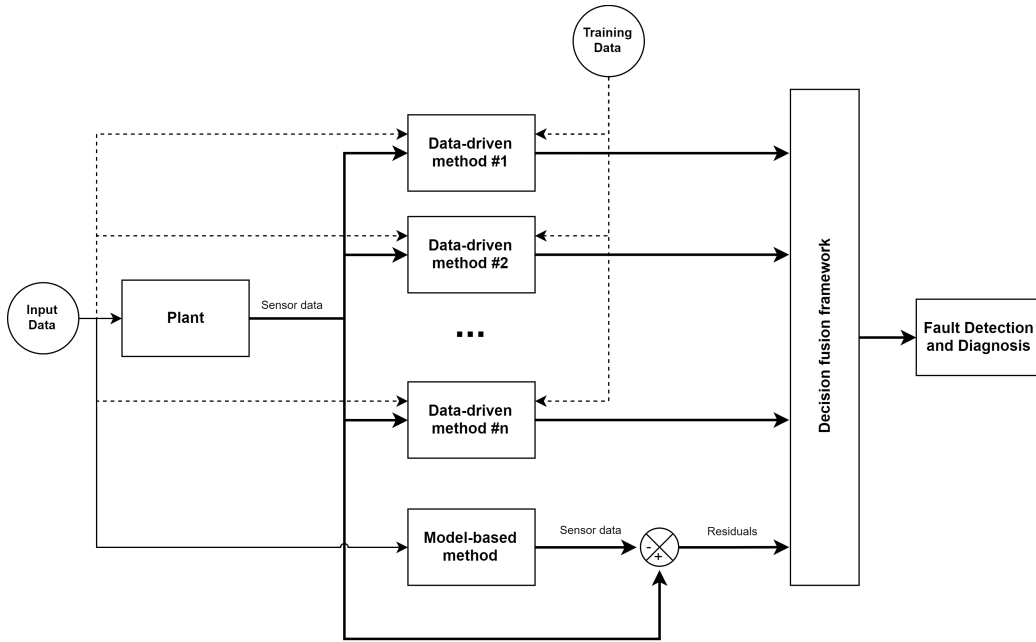 Training
Data
Data-driven
method #1
Data-driven
method #2
Input
Data
Plant
Sensor data
...
Decision fusion framework
Fault Detection
and Diagnosis
Data-driven
method #n
Model-based
method
Sensor data
-
+
Residuals